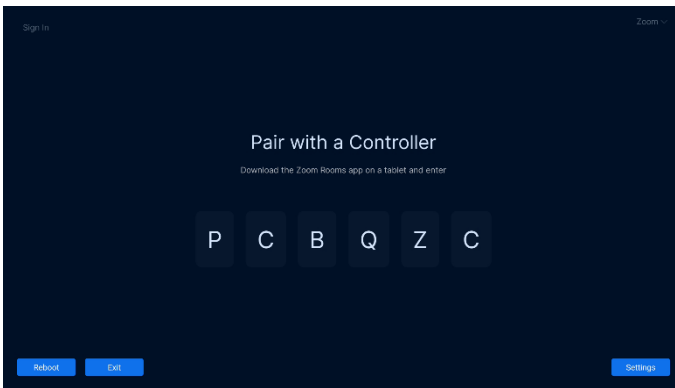 Sign In
Zoom
Pair with a Controller
Download the Zoom Rooms app on a tablet and enter
P C B Q Z C
Reboot Exit Settings